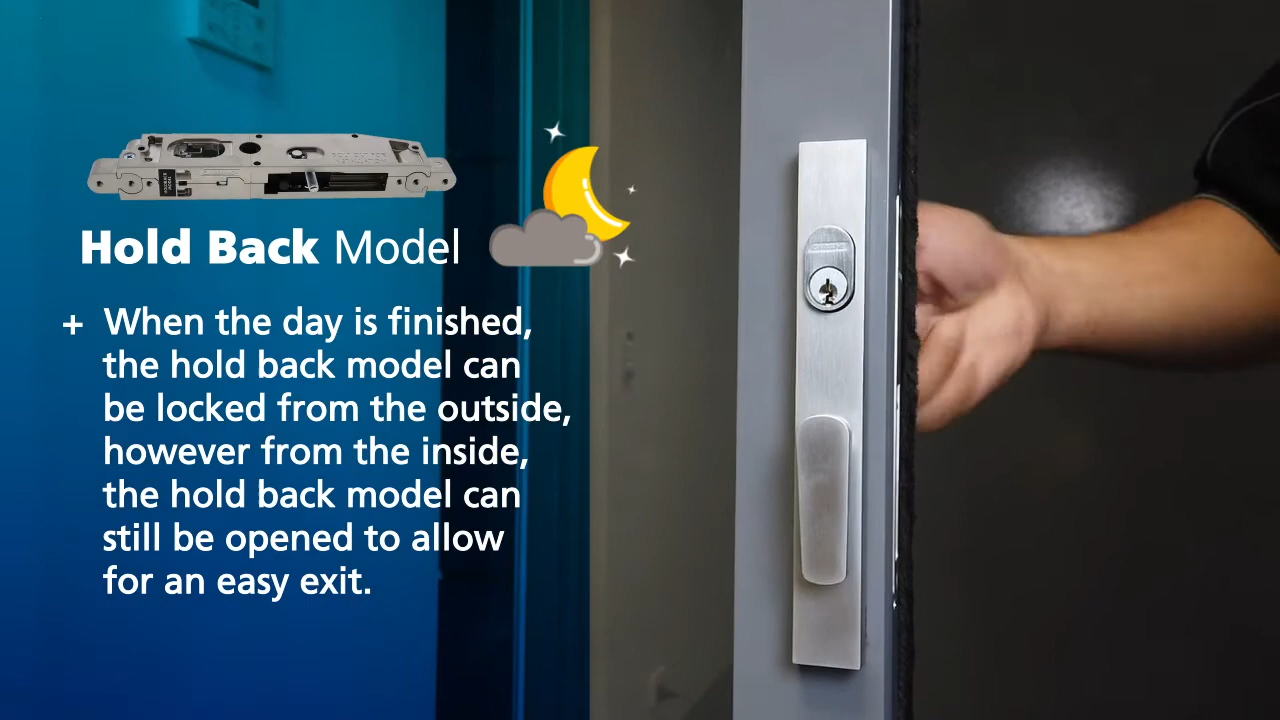 Hold Back Model
+ When the day is finished,
the hold back model can
be locked from the outside,
however from the inside,
the hold back model can
still be opened to allow
for an easy exit.